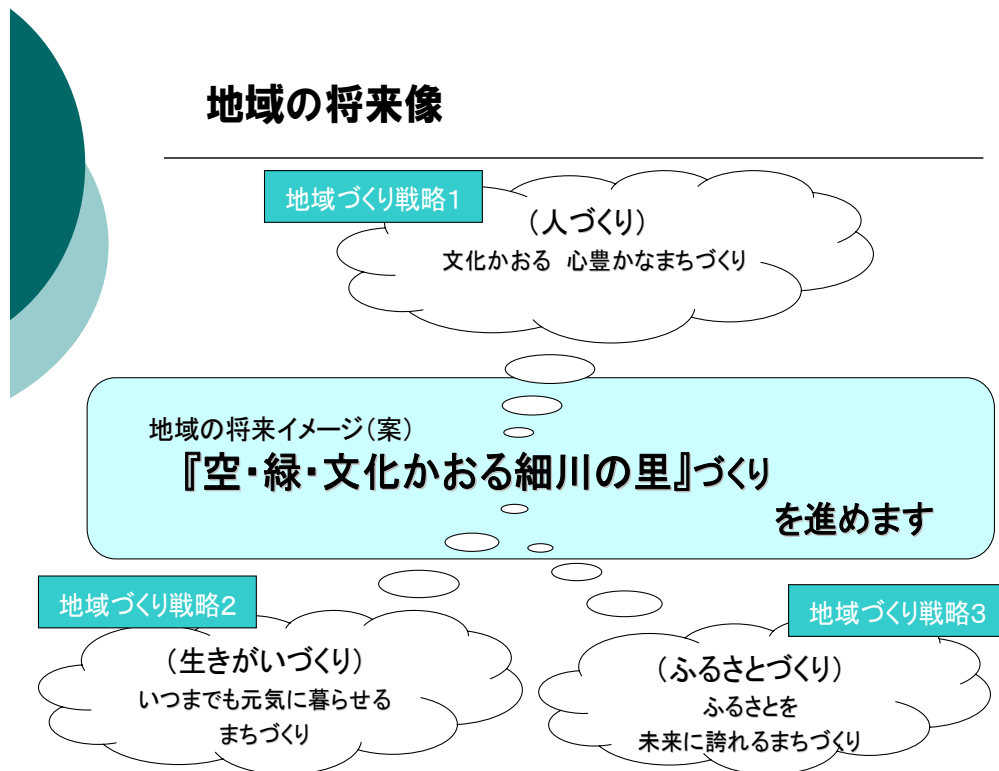 地域の将来像
地域づくり戦略1
(人づくり)
文化かおる 心豊かなまちづくり
地域の将来イメージ(案)
『空・緑・文化かおる細川の里』づくり
を進めます
地域づくり戦略2
(生きがいづくり)
いつまでも元気に暮らせる
まちづくり
地域づくり戦略3
(ふるさとづくり)
ふるさとを
未来に誇れるまちづくり